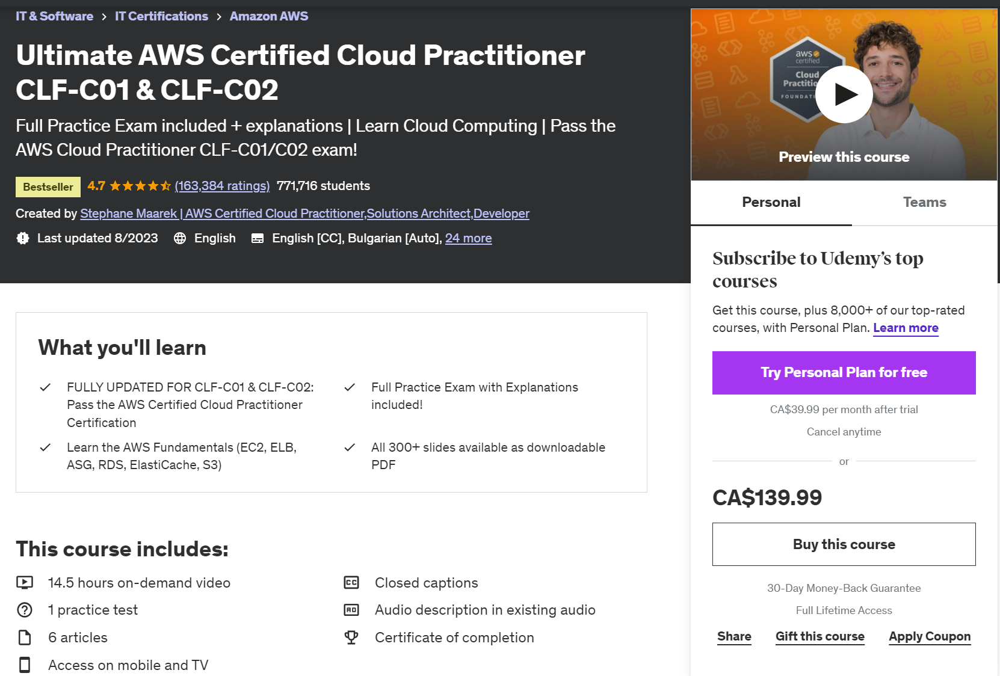 IT & Software > IT Certifications > Amazon AWS
Ultimate AWS Certified Cloud Practitioner
CLF-C01 & CLF-C02
Full Practice Exam included + explanations | Learn Cloud Computing | Pass the
AWS Cloud Practitioner CLF-C01/C02 exam!
Bestseller 4.7 (163,384 ratings) 771,716 students
Created by Stephane Maarek | AWS Certified Cloud Practitioner,Solutions Architect,Developer
Last updated 8/2023 English English [CC], Bulgarian [Auto], 24 more
What you'll learn
FULLY UPDATED FOR CLF-C01 & CLF-C02:
Pass the AWS Certified Cloud Practitioner
Certification
Full Practice Exam with Explanations
included!
Learn the AWS Fundamentals (EC2, ELB,
ASG, RDS, ElastiCache, S3)
All 300+ slides available as downloadable
PDF
This course includes:
14.5 hours on-demand video
1 practice test
6 articles
Access on mobile and TV
CC Closed captions
AD Audio description in existing audio
Certificate of completion
aws
certified
Cloud
Preview this course
Personal Teams
Subscribe to Udemy’s top
courses
Get this course, plus 8,000+ of our top-rated
courses, with Personal Plan. Learn more
Try Personal Plan for free
CA$39.99 per month after trial
Cancel anytime
or
CA$139.99
Buy this course
30-Day Money-Back Guarantee
Full Lifetime Access
Share Gift this course Apply Coupon